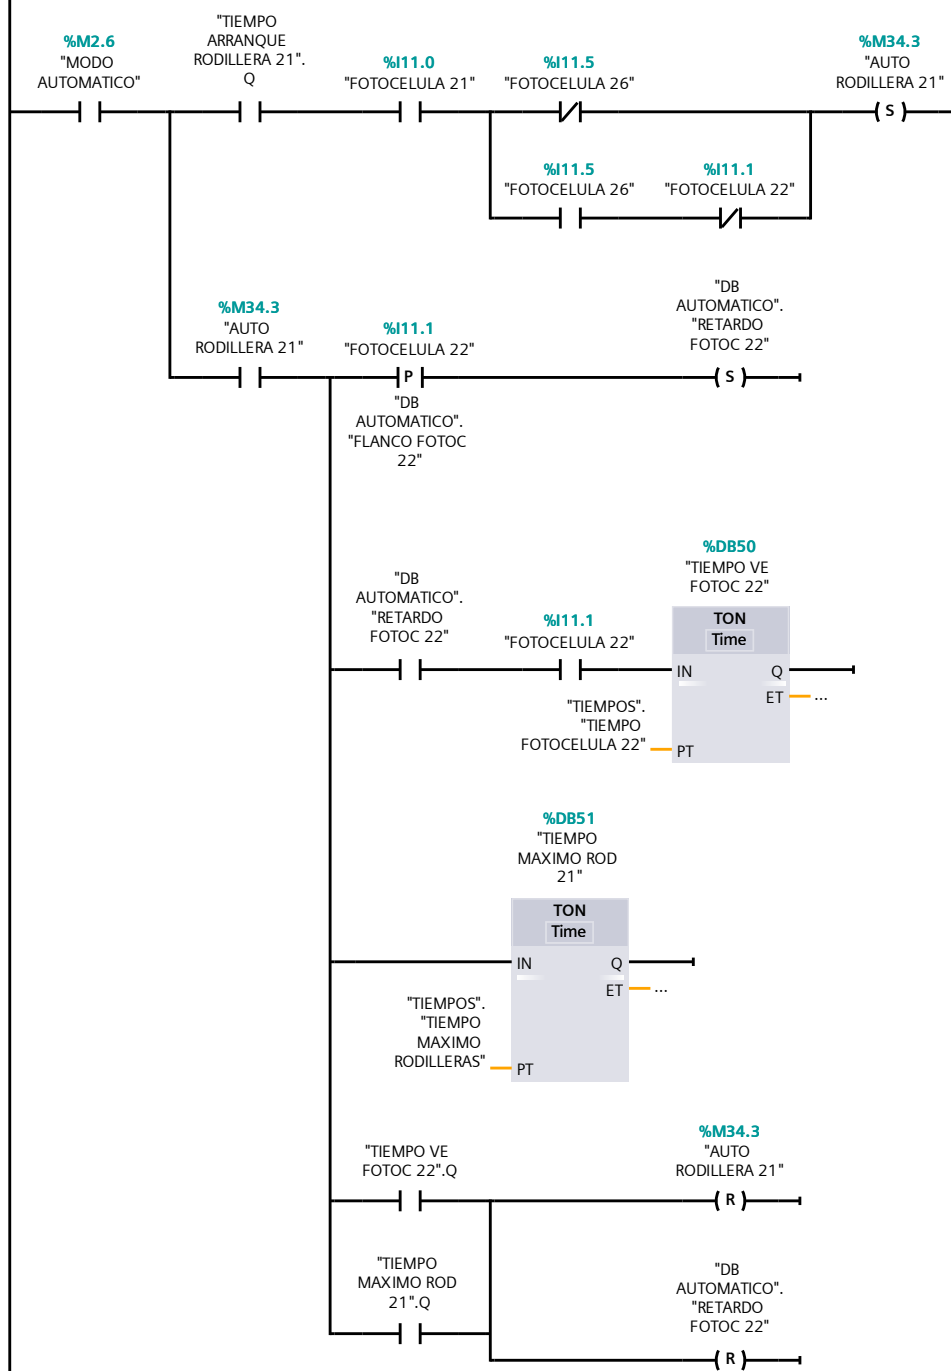 %M2.6
"MODO
AUTOMATICO"
"TIEMPO
ARRANQUE
RODILLERA 21".
Q
%I11.0
"FOTOCELULA 21"
%I11.5
"FOTOCELULA 26"
%M34.3
"AUTO
RODILLERA 21"
S
%I11.5
"FOTOCELULA 26"
%I11.1
"FOTOCELULA 22"
%M34.3
"AUTO
RODILLERA 21"
%I11.1
"FOTOCELULA 22"
P
"DB
AUTOMATICO".
"FLANCO FOTOC
22"
"DB
AUTOMATICO".
"RETARDO
FOTOC 22"
S
"DB
AUTOMATICO".
"RETARDO
FOTOC 22"
%I11.1
"FOTOCELULA 22"
%DB50
"TIEMPO VE
FOTOC 22"
TON
Time
IN Q
ET ...
"TIEMPOS".
"TIEMPO
FOTOCELULA 22"
PT
%DB51
"TIEMPO
MAXIMO ROD
21"
TON
Time
IN Q
ET ...
"TIEMPOS".
"TIEMPO
MAXIMO
RODILLERAS"
PT
"TIEMPO VE
FOTOC 22".Q
%M34.3
"AUTO
RODILLERA 21"
R
"TIEMPO
MAXIMO ROD
21".Q
"DB
AUTOMATICO".
"RETARDO
FOTOC 22"
R